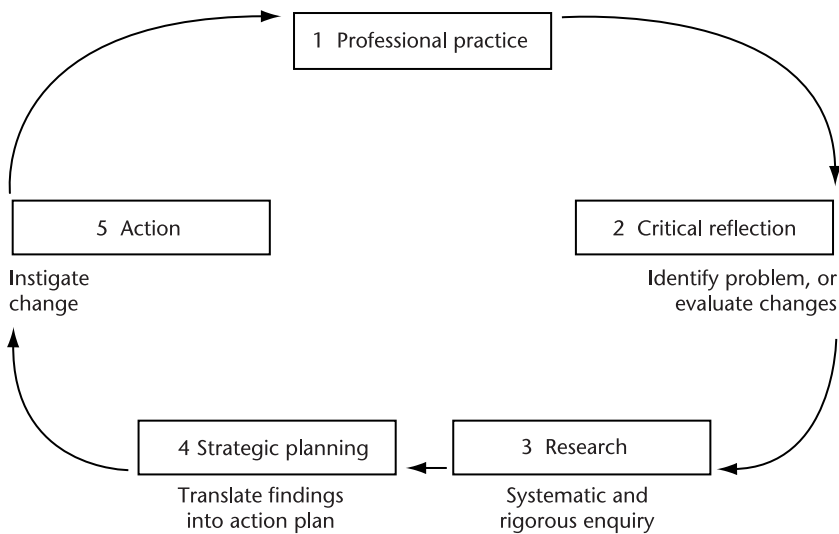 1 Professional practice
2 Critical reflection
Identify problem, or
evaluate changes
3 Research
Systematic and
rigorous enquiry
4 Strategic planning
Translate findings
into action plan
5 Action
Instigate
change